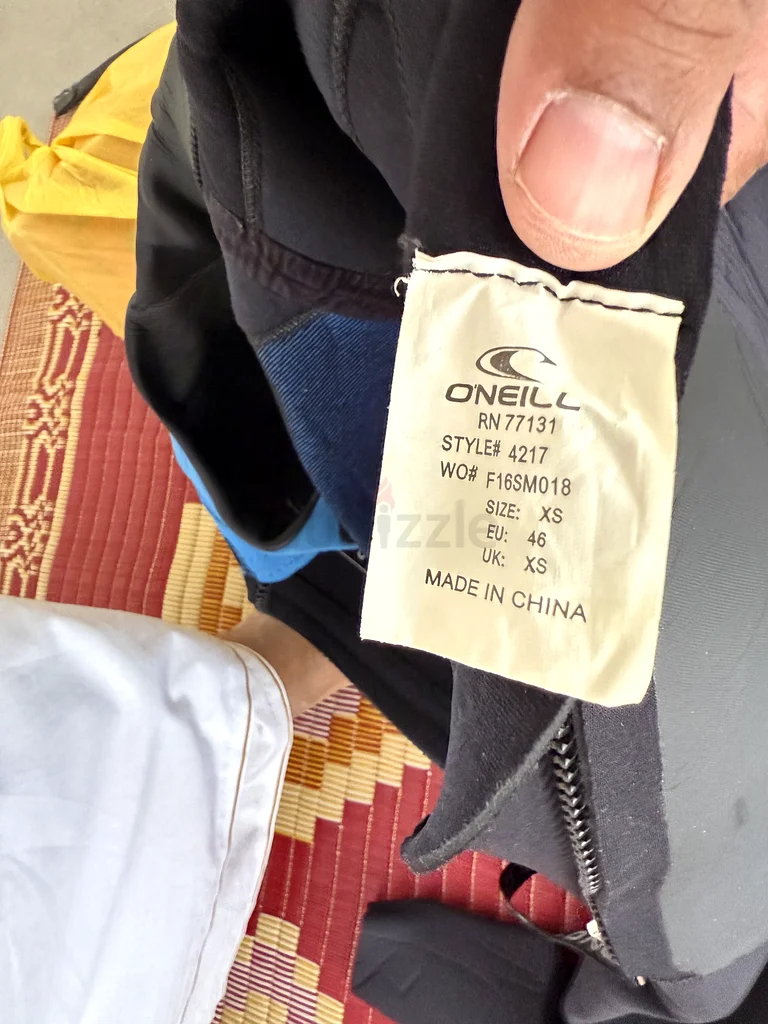 O'NEILL
RN 77131
STYLE# 4217
WO# F16SM018
SIZE: XS
EU: 46
UK: XS
MADE IN CHINA